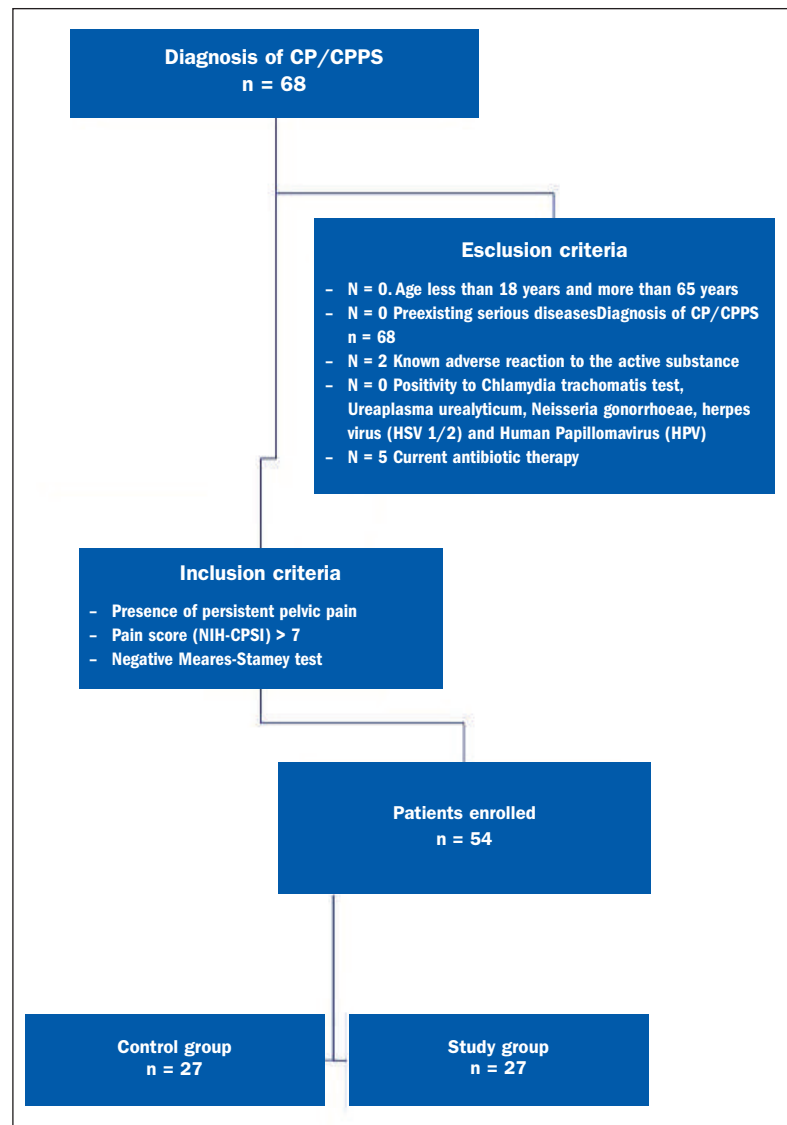 Diagnosis of CP/CPPS
n = 68
Esclusion criteria
– N = 0. Age less than 18 years and more than 65 years
– N = 0 Preexisting serious diseasesDiagnosis of CP/CPPS
n = 68
– N = 2 Known adverse reaction to the active substance
– N = 0 Positivity to Chlamydia trachomatis test,
Ureaplasma urealyticum, Neisseria gonorrhoeae, herpes
virus (HSV 1/2) and Human Papillomavirus (HPV)
– N = 5 Current antibiotic therapy
Inclusion criteria
– Presence of persistent pelvic pain
– Pain score (NIH-CPSI) > 7
– Negative Meares-Stamey test
Patients enrolled
n = 54
Control group
n = 27
Study group
n = 27